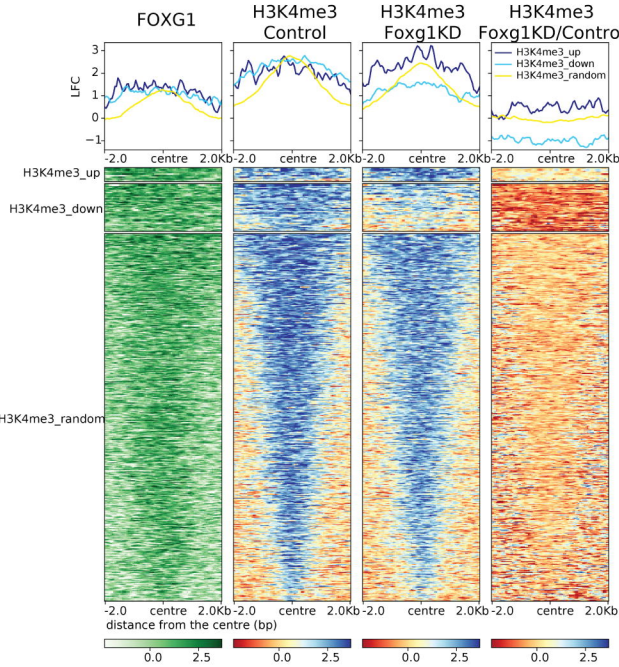 FOXG1
H3K4me3
Control
H3K4me3
Foxg1KD
H3K4me3
Foxg1KD/Contro
LFC
3
2
1
0
−1
H3K4me3_up
H3K4me3_down
H3K4me3_random
-2.0 centre 2.0Kb
-2.0 centre 2.0Kb
-2.0 centre 2.0Kb
-2.0 centre 2.0Kb
H3K4me3_up
H3K4me3_down
H3K4me3_random
-2.0 centre 2.0Kb
-2.0 centre 2.0Kb
-2.0 centre 2.0Kb
-2.0 centre 2.0Kb
distance from the centre (bp)
0.0 2.5
0.0 2.5
0.0 2.5
0.0 2.5